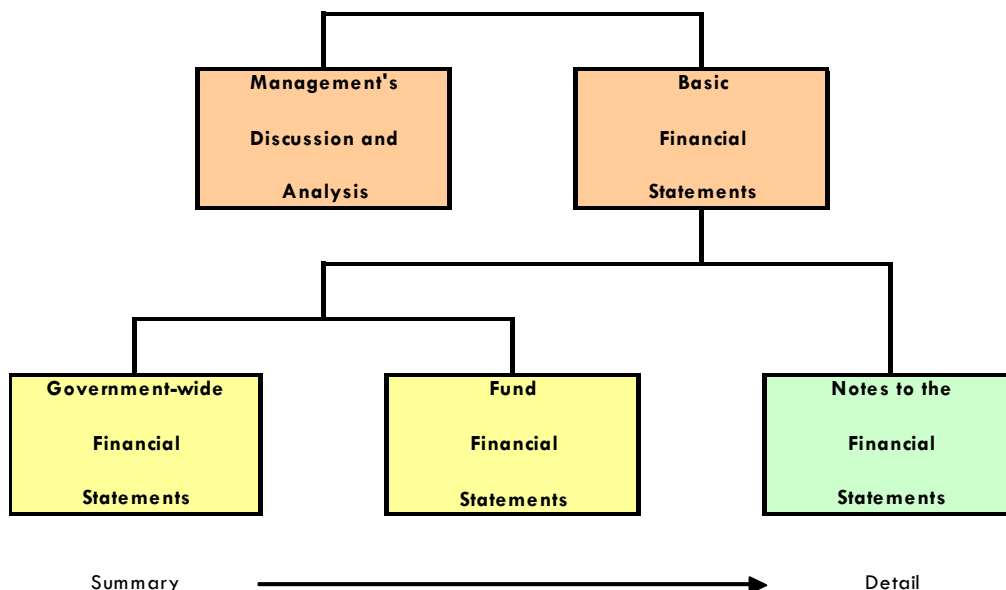 Management's
Discussion and
Analysis
Basic
Financial
Statements
Government-wide
Financial
Statements
Fund
Financial
Statements
Notes to the
Financial
Statements
Summary
Detail